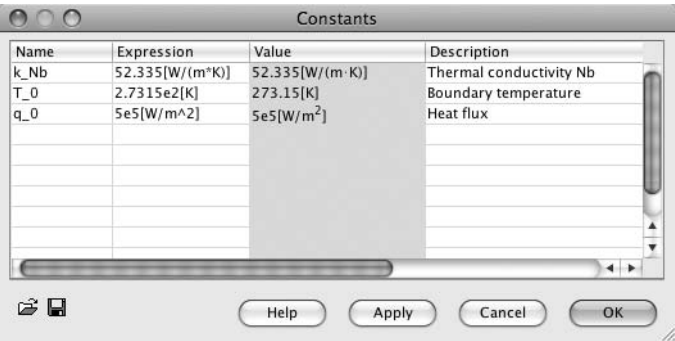 Constants
Name Expression Value Description
k_Nb 52.335[W/(m*K)] 52.335[W/(m·K)] Thermal conductivity Nb
T_0 2.7315e2[K] 273.15[K] Boundary temperature
q_0 5e5[W/m^2] 5e5[W/m²] Heat flux
Help Apply Cancel OK